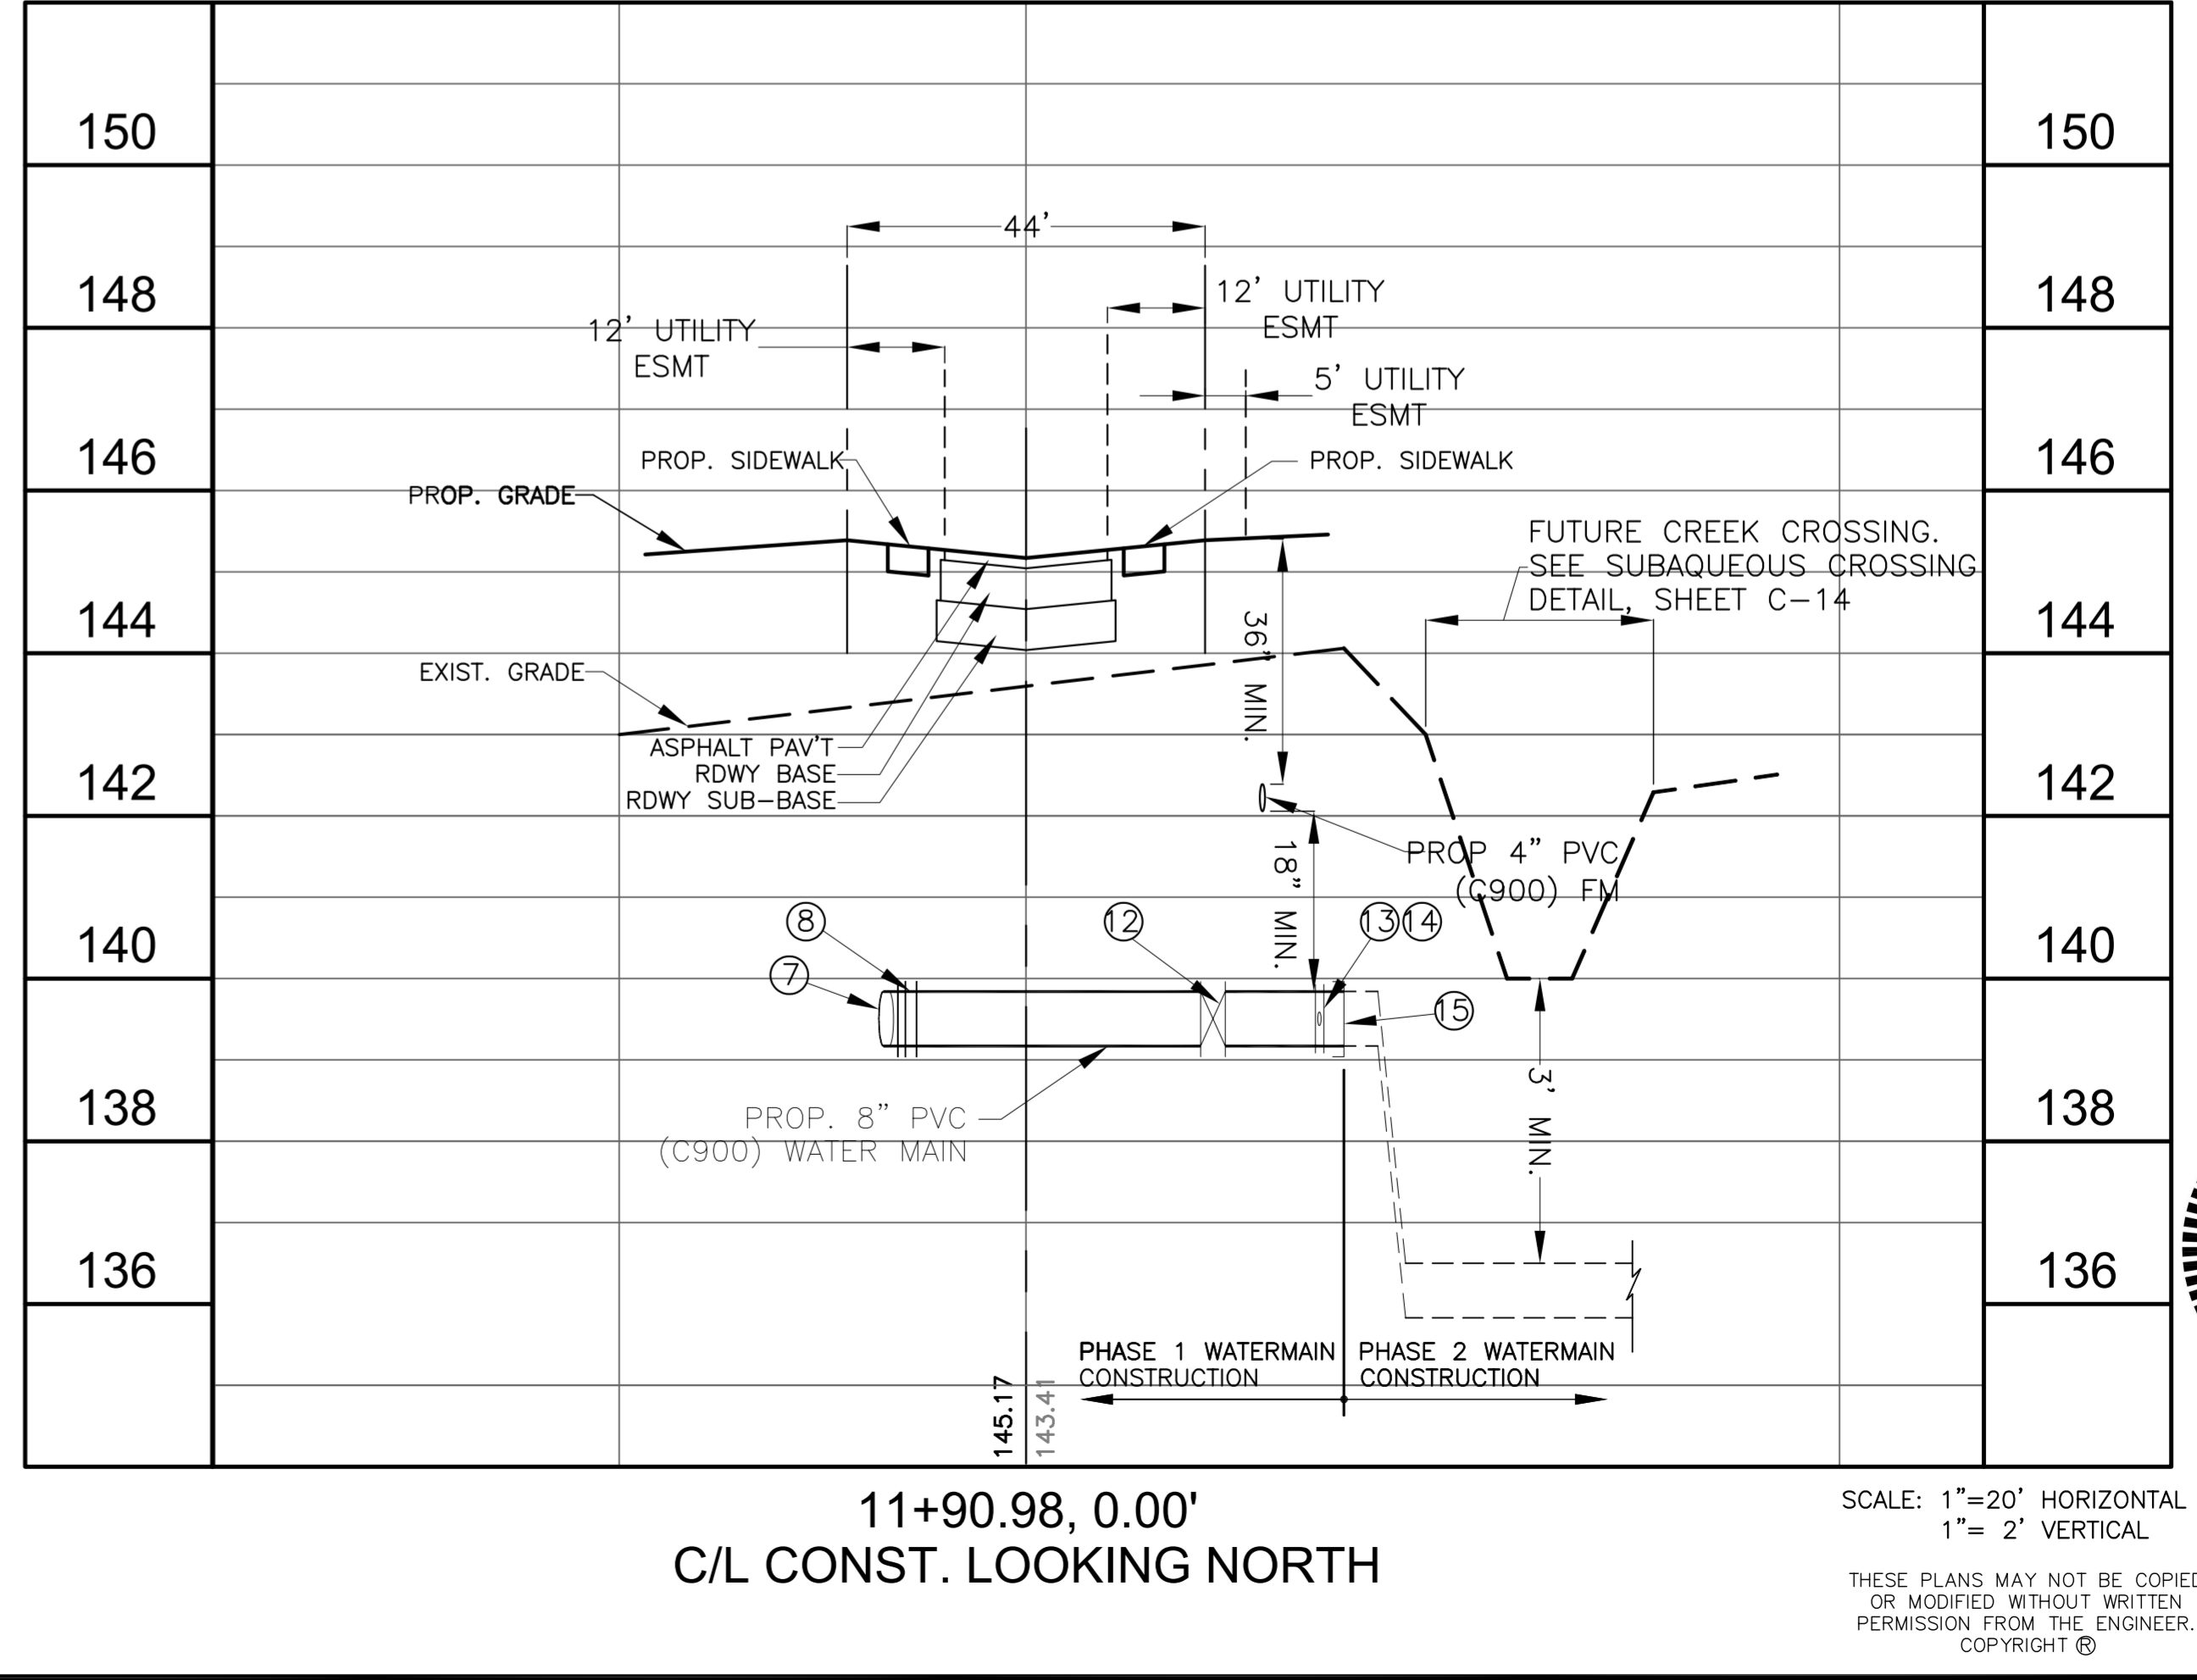 150
150
44'
148
148
12' UTILITY
ESMT
12' UTILITY
ESMT
5' UTILITY
ESMT
146
146
PROP. SIDEWALK
PROP. SIDEWALK
PROP. GRADE
FUTURE CREEK CROSSING.
SEE SUBAQUEOUS CROSSING
DETAIL, SHEET C-14
144
144
36" MIN.
EXIST. GRADE
ASPHALT PAV'T
RDWY BASE
RDWY SUB-BASE
142
142
PROP 4" PVC
(C900) FM
18" MIN.
8
12
13
14
140
140
7
15
138
138
3' MIN.
PROP. 8" PVC
(C900) WATER MAIN
136
136
PHASE 1 WATERMAIN
CONSTRUCTION
PHASE 2 WATERMAIN
CONSTRUCTION
145.17
143.41
11+90.98, 0.00'
C/L CONST. LOOKING NORTH
SCALE: 1"=20' HORIZONTAL
1"= 2' VERTICAL
THESE PLANS MAY NOT BE COPIED
OR MODIFIED WITHOUT WRITTEN
PERMISSION FROM THE ENGINEER.
COPYRIGHT ®